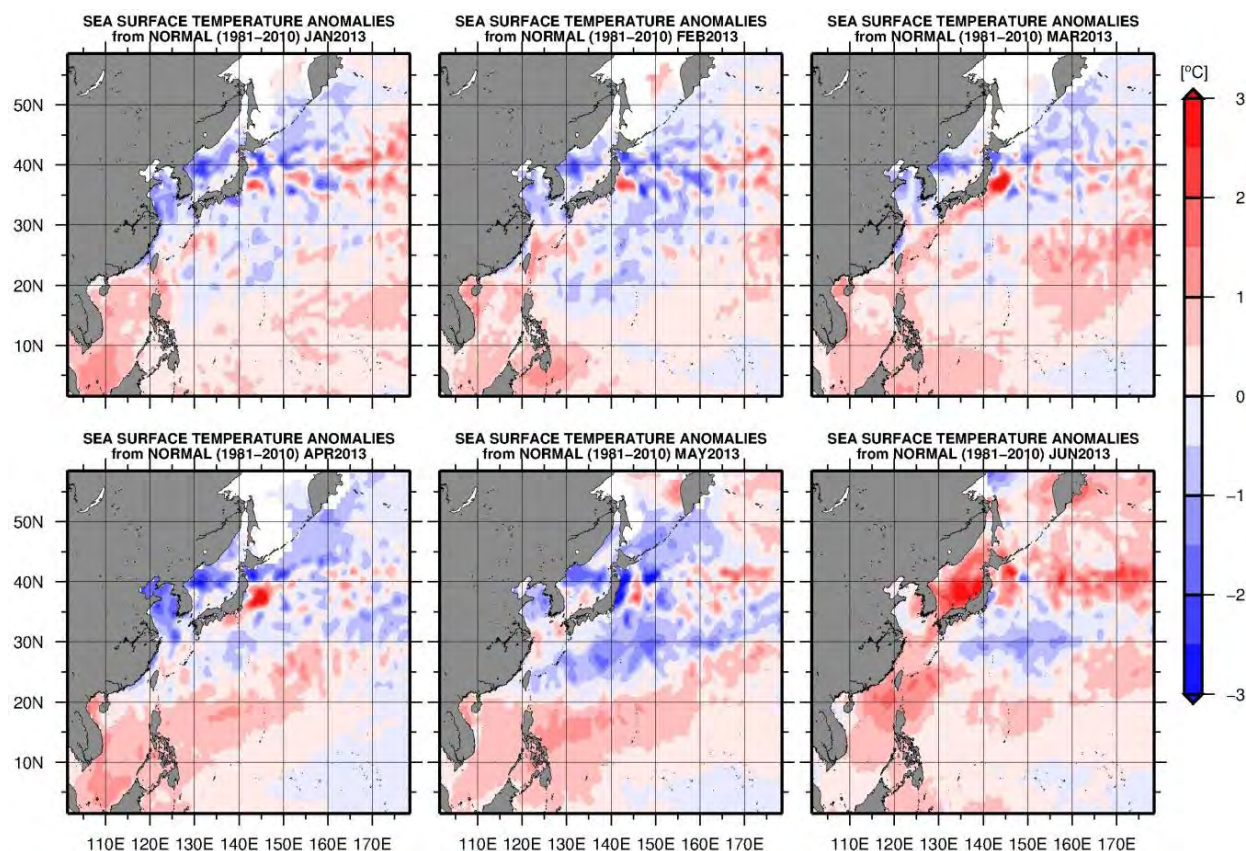 SEA SURFACE TEMPERATURE ANOMALIES
from NORMAL (1981-2010) JAN2013
SEA SURFACE TEMPERATURE ANOMALIES
from NORMAL (1981-2010) FEB2013
SEA SURFACE TEMPERATURE ANOMALIES
from NORMAL (1981-2010) MAR2013
[°C]
50N
40N
30N
20N
10N
3
2
1
0
-1
-2
-3
SEA SURFACE TEMPERATURE ANOMALIES
from NORMAL (1981-2010) APR2013
SEA SURFACE TEMPERATURE ANOMALIES
from NORMAL (1981-2010) MAY2013
SEA SURFACE TEMPERATURE ANOMALIES
from NORMAL (1981-2010) JUN2013
50N
40N
30N
20N
10N
110E 120E 130E 140E 150E 160E 170E
110E 120E 130E 140E 150E 160E 170E
110E 120E 130E 140E 150E 160E 170E